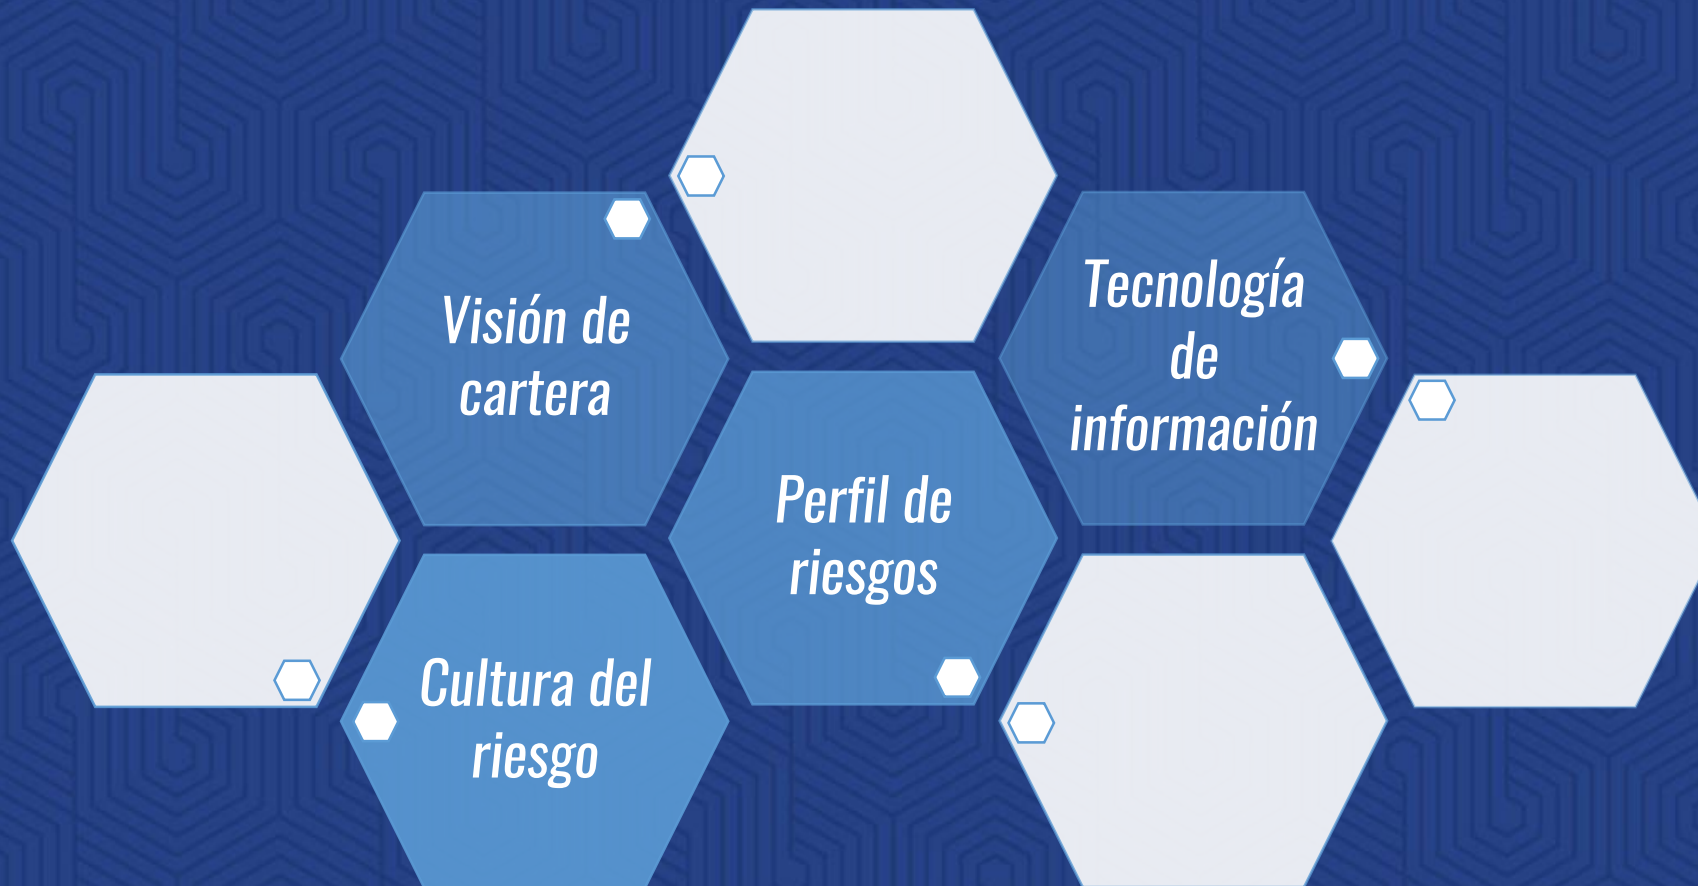 Visión de
cartera
Tecnología
de
información
Perfil de
riesgos
Cultura del
riesgo